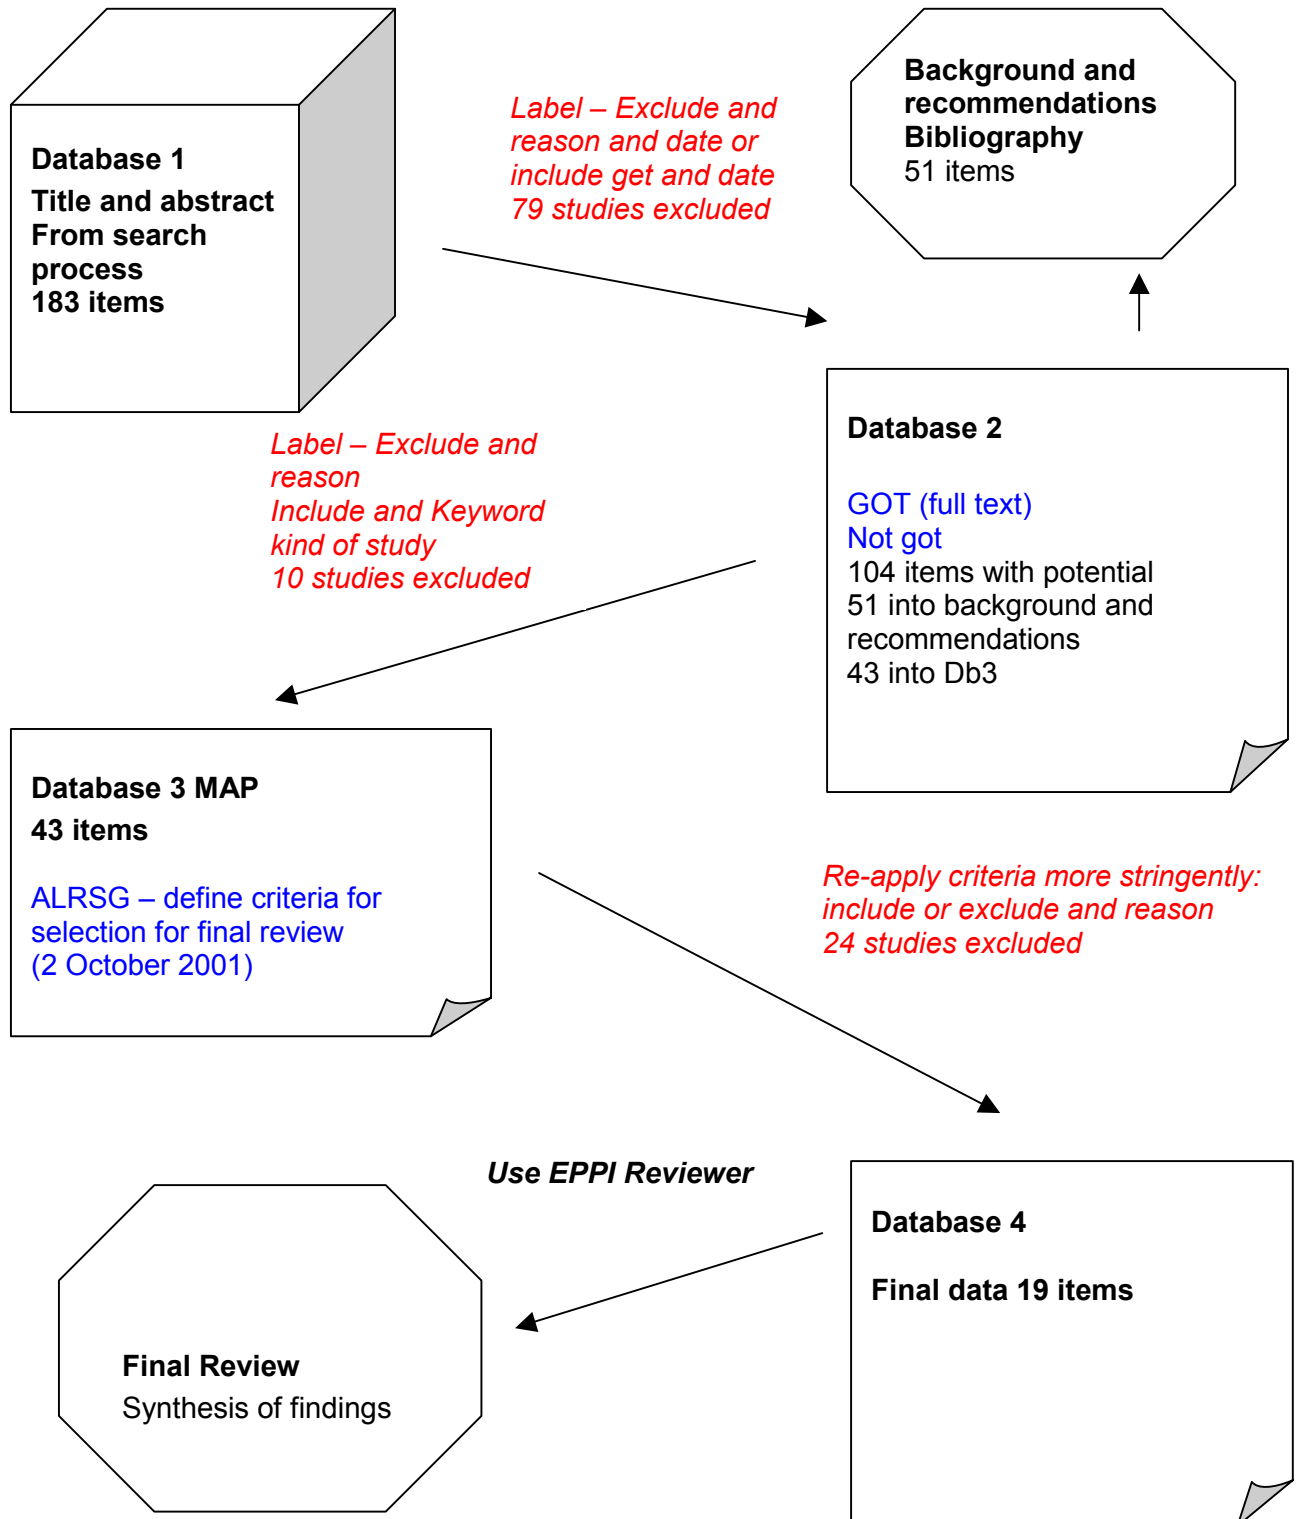 Database 1
Title and abstract
From search
process
183 items
Label – Exclude and
reason and date or
include get and date
79 studies excluded
Background and
recommendations
Bibliography
51 items
Label – Exclude and
reason
Include and Keyword
kind of study
10 studies excluded
Database 2
GOT (full text)
Not got
104 items with potential
51 into background and
recommendations
43 into Db3
Database 3 MAP
43 items
ALRSG – define criteria for
selection for final review
(2 October 2001)
Re-apply criteria more stringently:
include or exclude and reason
24 studies excluded
Use EPPI Reviewer
Database 4
Final data 19 items
Final Review
Synthesis of findings